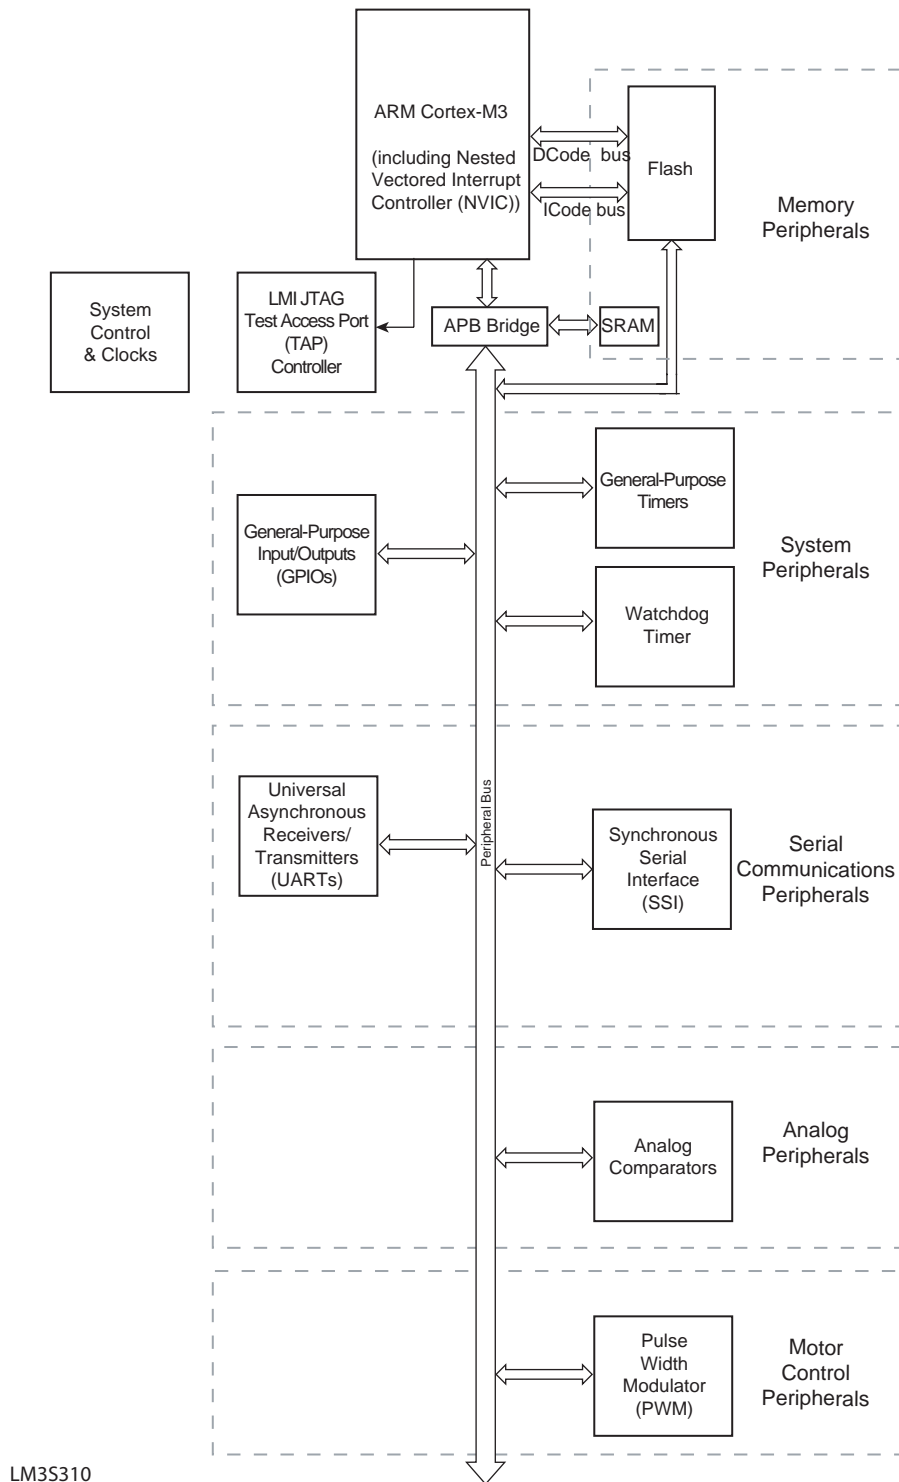 ARM Cortex-M3
(including Nested
Vectored Interrupt
Controller (NVIC))
DCode bus
ICode bus
Flash
Memory
Peripherals
System
Control
& Clocks
LMI JTAG
Test Access Port
(TAP)
Controller
APB Bridge
SRAM
General-Purpose
Timers
General-Purpose
Input/Outputs
(GPIOs)
System
Peripherals
Watchdog
Timer
Universal
Asynchronous
Receivers/
Transmitters
(UARTs)
Peripheral Bus
Synchronous
Serial
Interface
(SSI)
Serial
Communications
Peripherals
Analog
Comparators
Analog
Peripherals
Pulse
Width
Modulator
(PWM)
Motor
Control
Peripherals
LM3S310